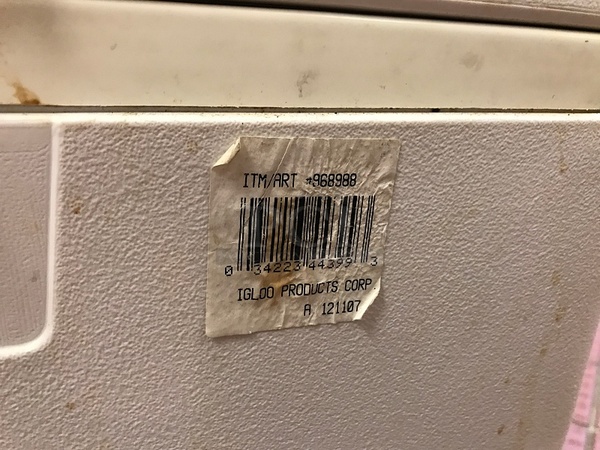 ITM/ART #968988
0 34223 44399 3
IGLOO PRODUCTS CORP.
A 121107